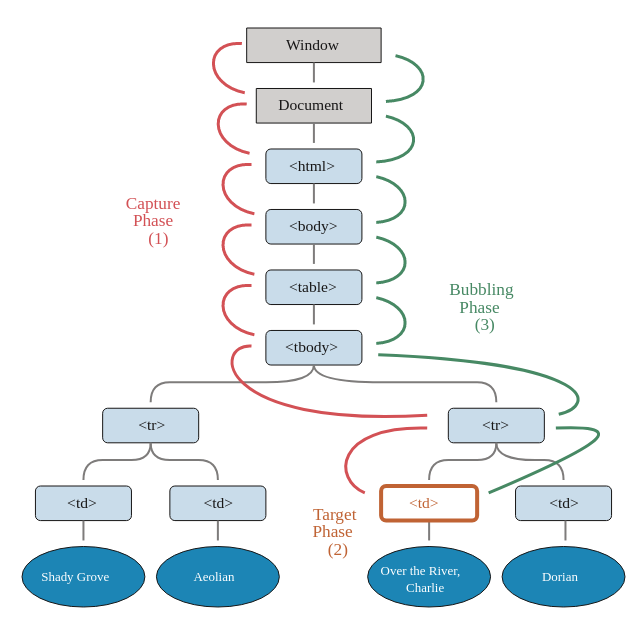 Window
Document
<html>
Capture
Phase
(1)
<body>
<table>
Bubbling
Phase
(3)
<tbody>
<tr>
<tr>
<td>
<td>
<td>
<td>
Target
Phase
(2)
Shady Grove
Aeolian
Over the River,
Charlie
Dorian